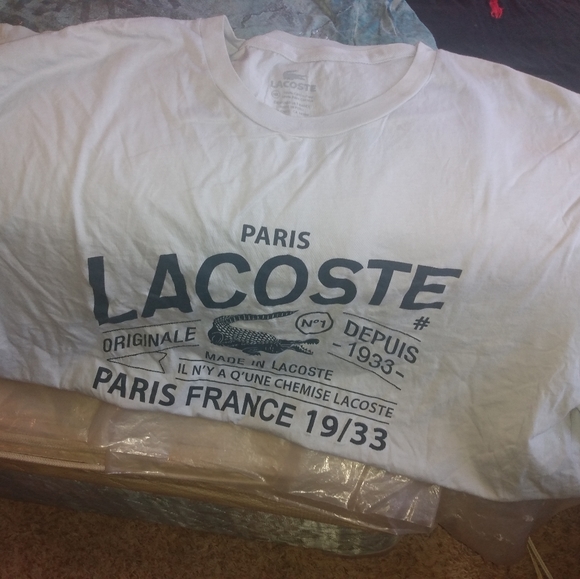 LACOSTE
PARIS
LACOSTE
#
ORIGINALE
Nº1
DEPUIS
-1933-
MADE IN LACOSTE
IL N'Y A Q'UNE CHEMISE LACOSTE
PARIS FRANCE 19/33